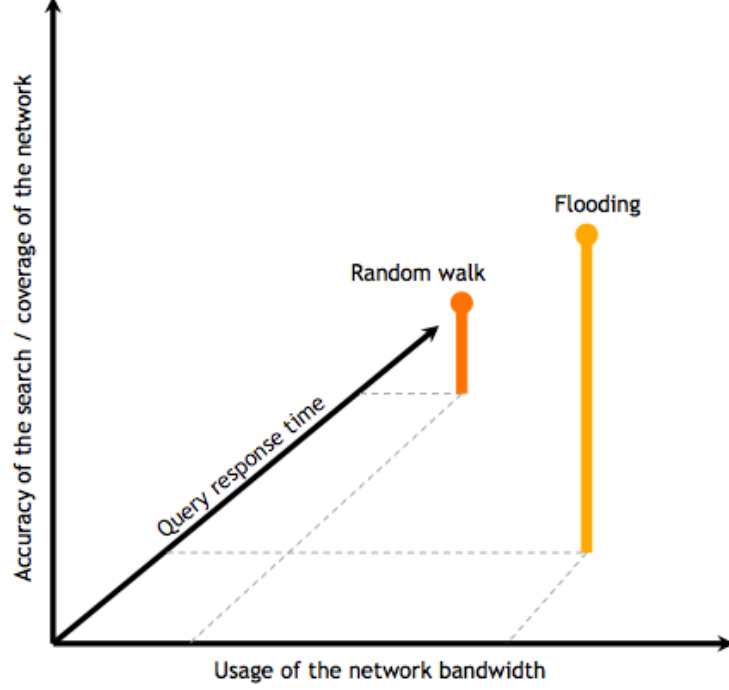 Accuracy of the search / coverage of the network
Flooding
Random walk
Query response time
Usage of the network bandwidth